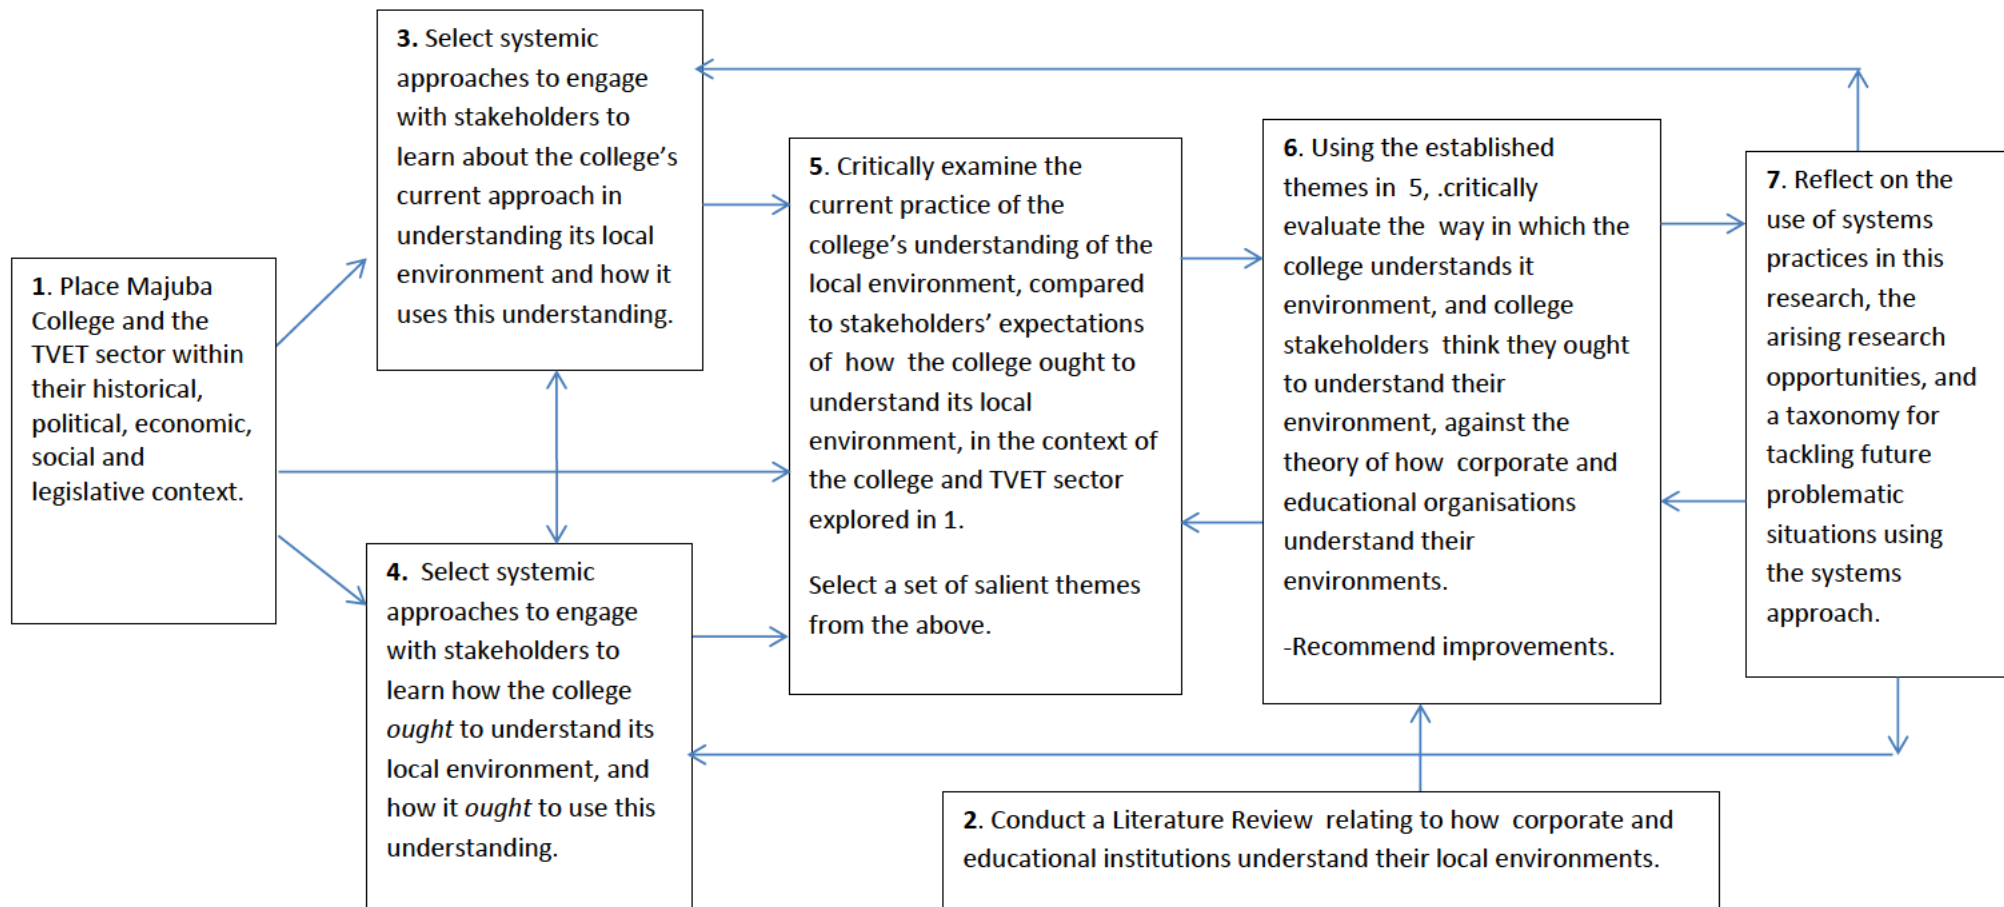 1. Place Majuba
College and the
TVET sector within
their historical,
political, economic,
social and
legislative context.
3. Select systemic
approaches to engage
with stakeholders to
learn about the college’s
current approach in
understanding its local
environment and how it
uses this understanding.
4. Select systemic
approaches to engage
with stakeholders to
learn how the college
ought to understand its
local environment, and
how it ought to use this
understanding.
5. Critically examine the
current practice of the
college’s understanding of the
local environment, compared
to stakeholders’ expectations
of how the college ought to
understand its local
environment, in the context of
the college and TVET sector
explored in 1.
Select a set of salient themes
from the above.
6. Using the established
themes in 5, .critically
evaluate the way in which the
college understands it
environment, and college
stakeholders think they ought
to understand their
environment, against the
theory of how corporate and
educational organisations
understand their
environments.
-Recommend improvements.
7. Reflect on the
use of systems
practices in this
research, the
arising research
opportunities, and
a taxonomy for
tackling future
problematic
situations using
the systems
approach.
2. Conduct a Literature Review relating to how corporate and
educational institutions understand their local environments.